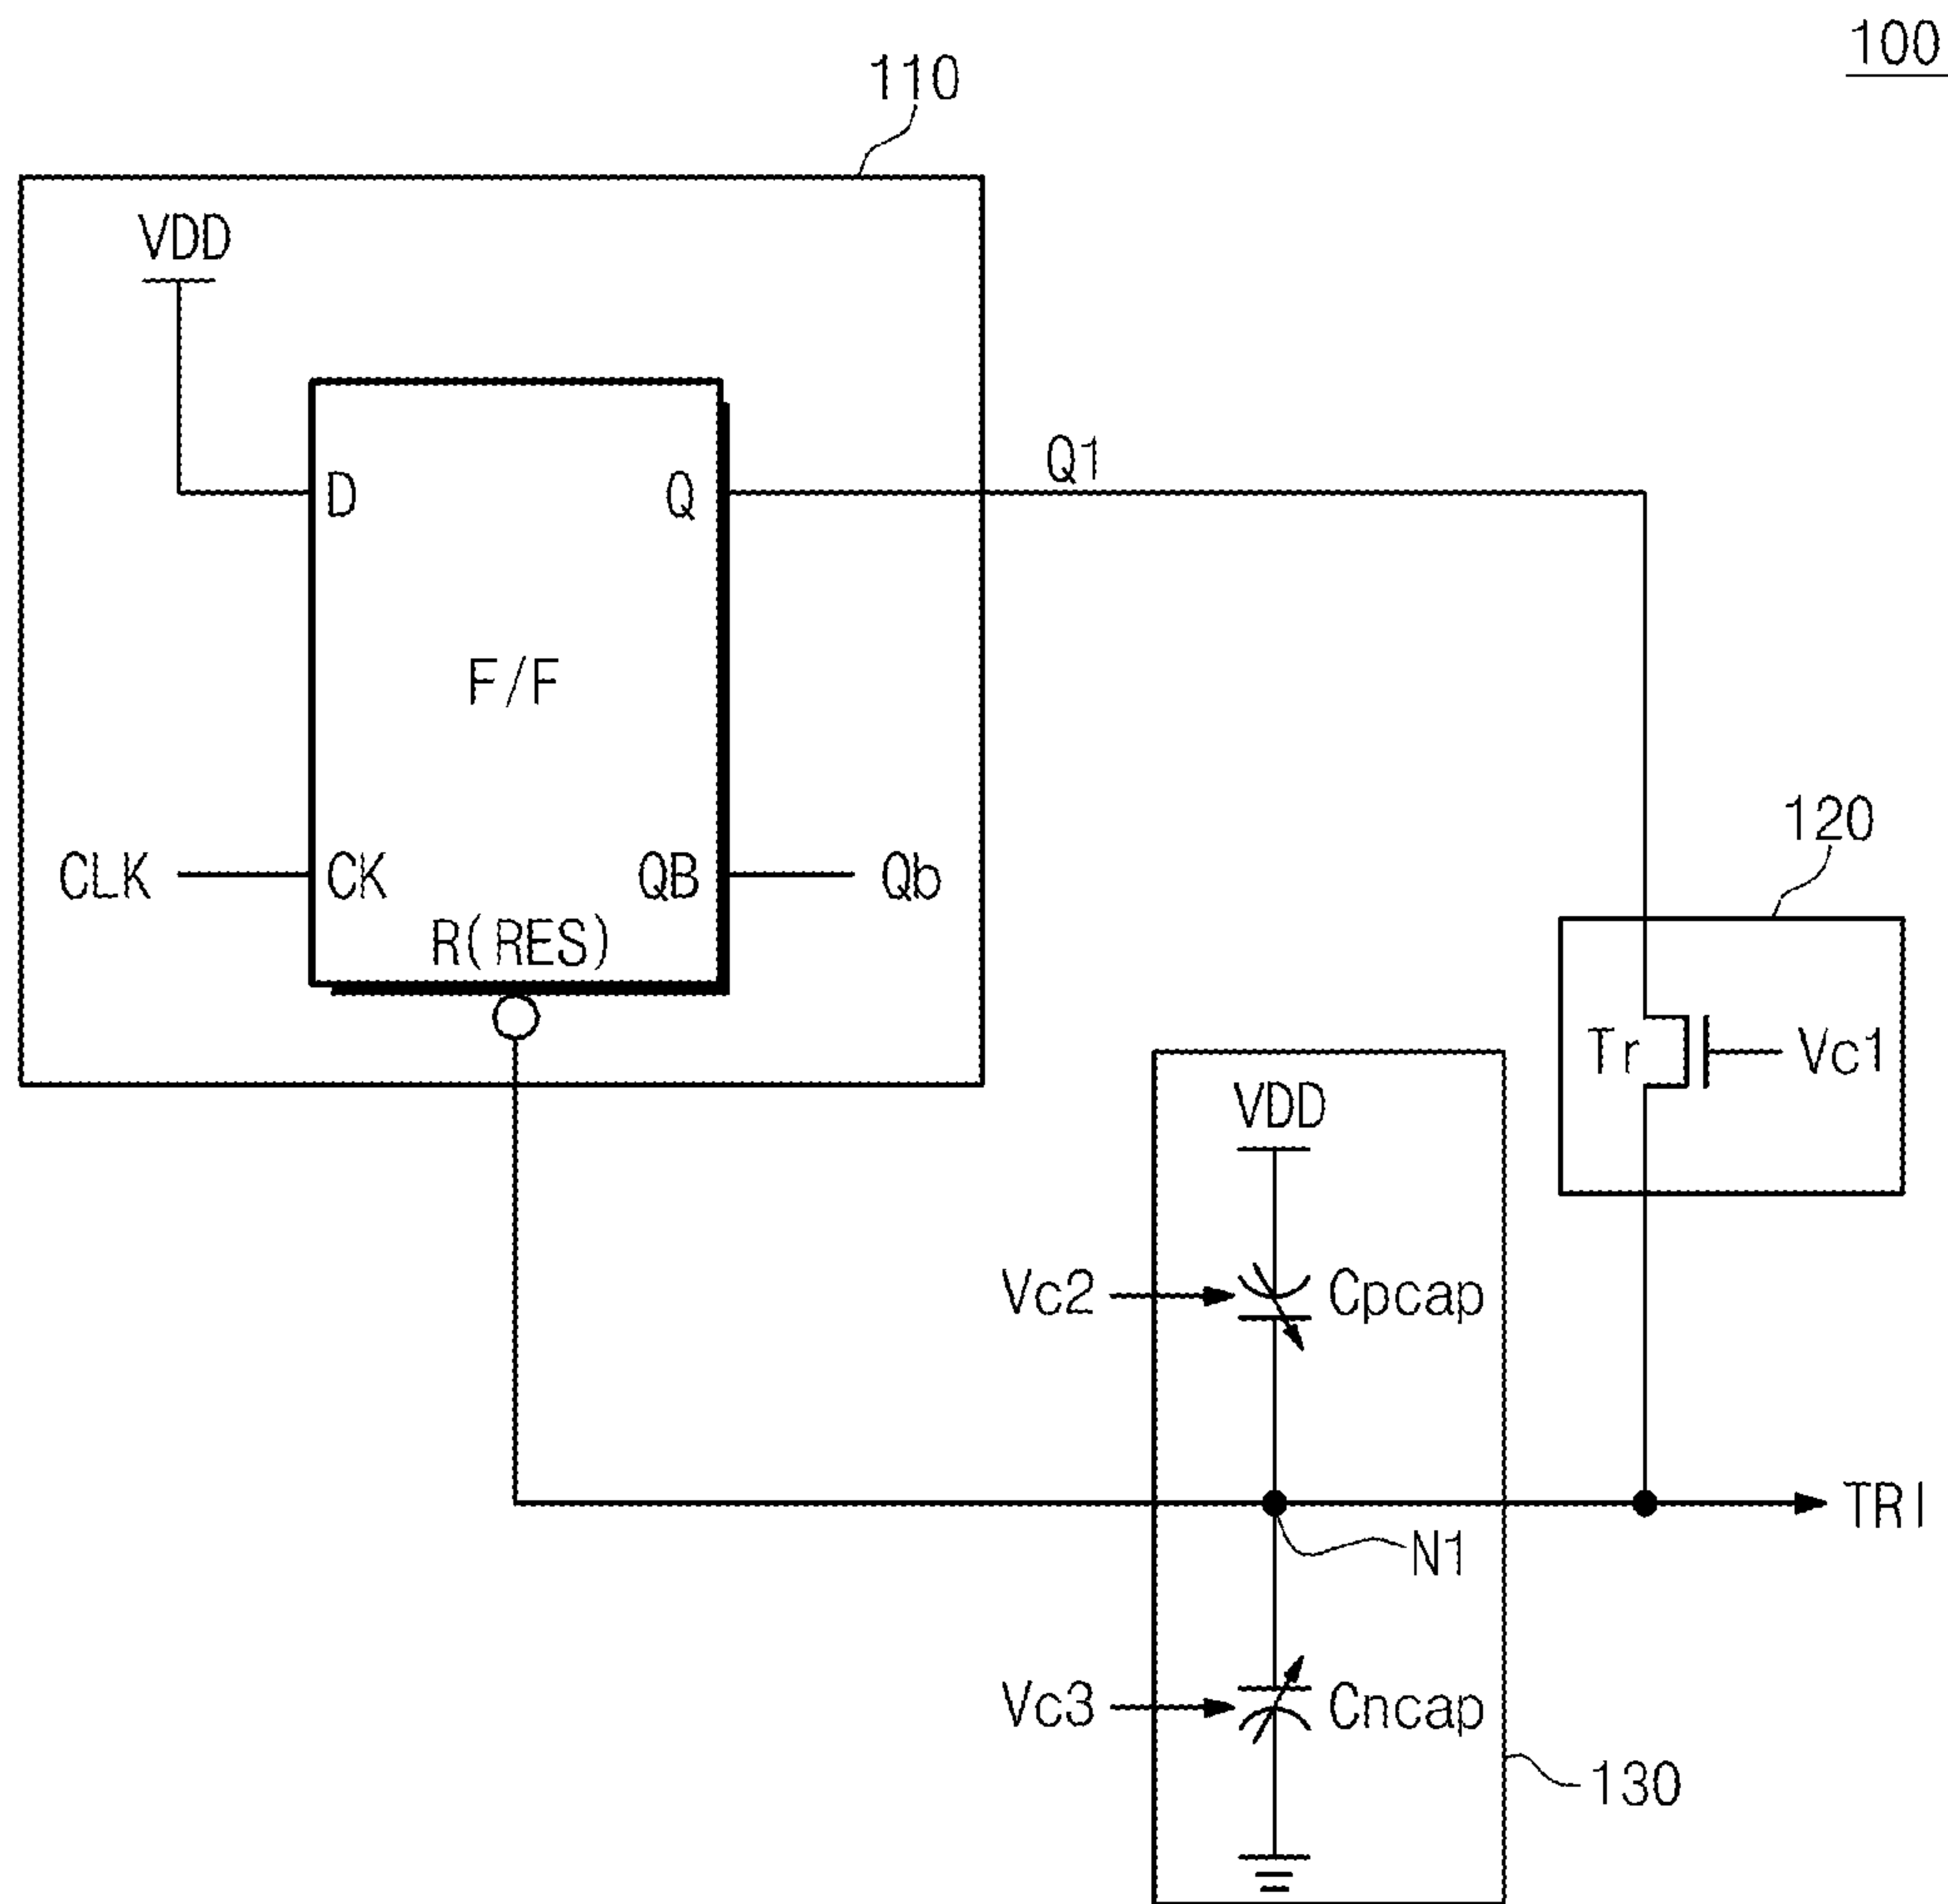 100
110
VDD
Q1
D
Q
F/F
120
CLK
CK
QB
Qb
R(RES)
Tr
Vc1
VDD
Vc2
Cpcap
TRI
N1
Vc3
Cncap
130